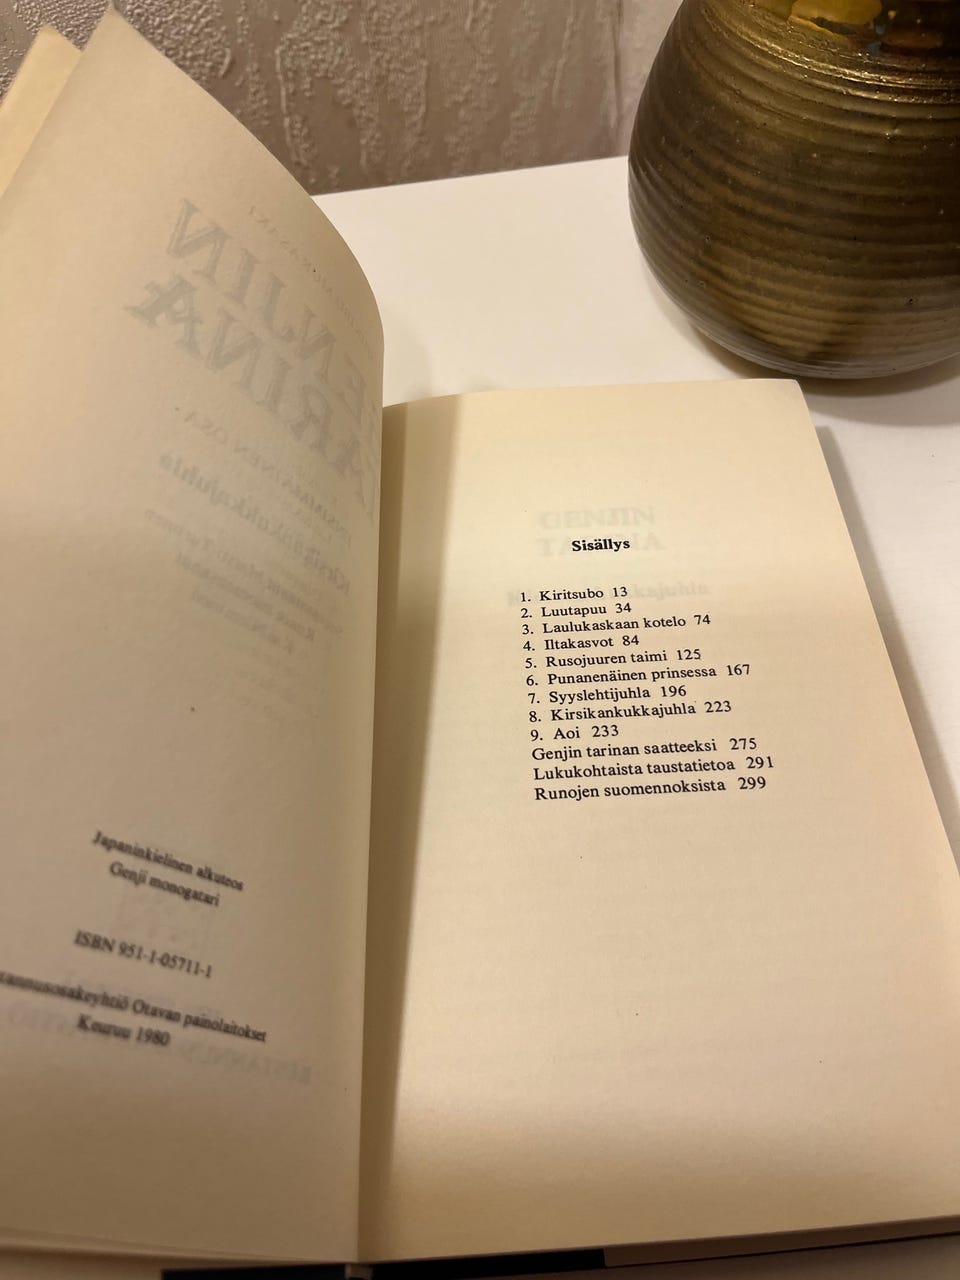 Japaninkielinen alkuteos
Genji monogatari
ISBN 951-1-05711-1
Otavan painolaitokset
Keuruu 1980
GENJIN
Sisällys
1. Kiritsubo 13
2. Luutapuu 34
3. Laulukaskaan kotelo 74
4. Iltakasvot 84
5. Rusojuuren taimi 125
6. Punanenäinen prinsessa 167
7. Syyslehtijuhla 196
8. Kirsikankukkajuhla 223
9. Aoi 233
Genjin tarinan saatteeksi 275
Lukukohtaista taustatietoa 291
Runojen suomennoksista 299